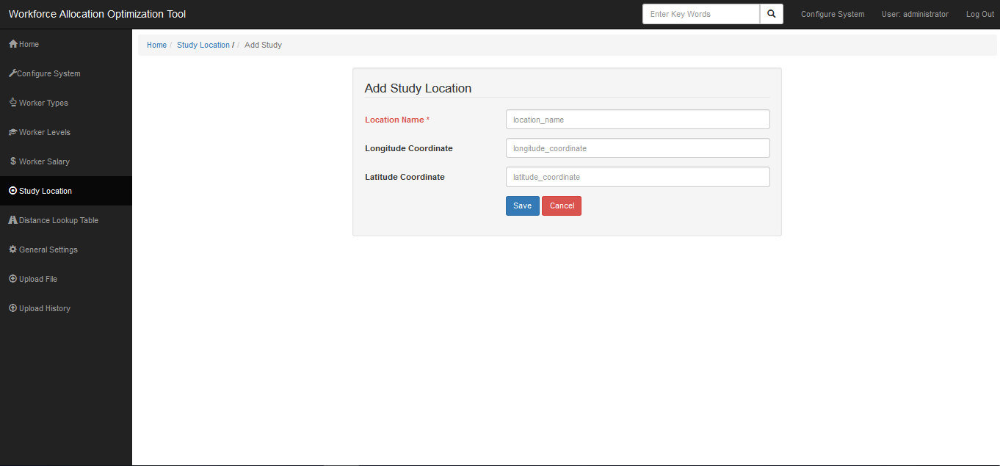 Workforce Allocation Optimization Tool
Enter Key Words
Configure System
User: administrator
Log Out
Home
Configure System
Worker Types
Worker Levels
$ Worker Salary
Study Location
Distance Lookup Table
General Settings
Upload File
Upload History
Home / Study Location / / Add Study
Add Study Location
Location Name * location_name
Longitude Coordinate longitude_coordinate
Latitude Coordinate latitude_coordinate
Save Cancel